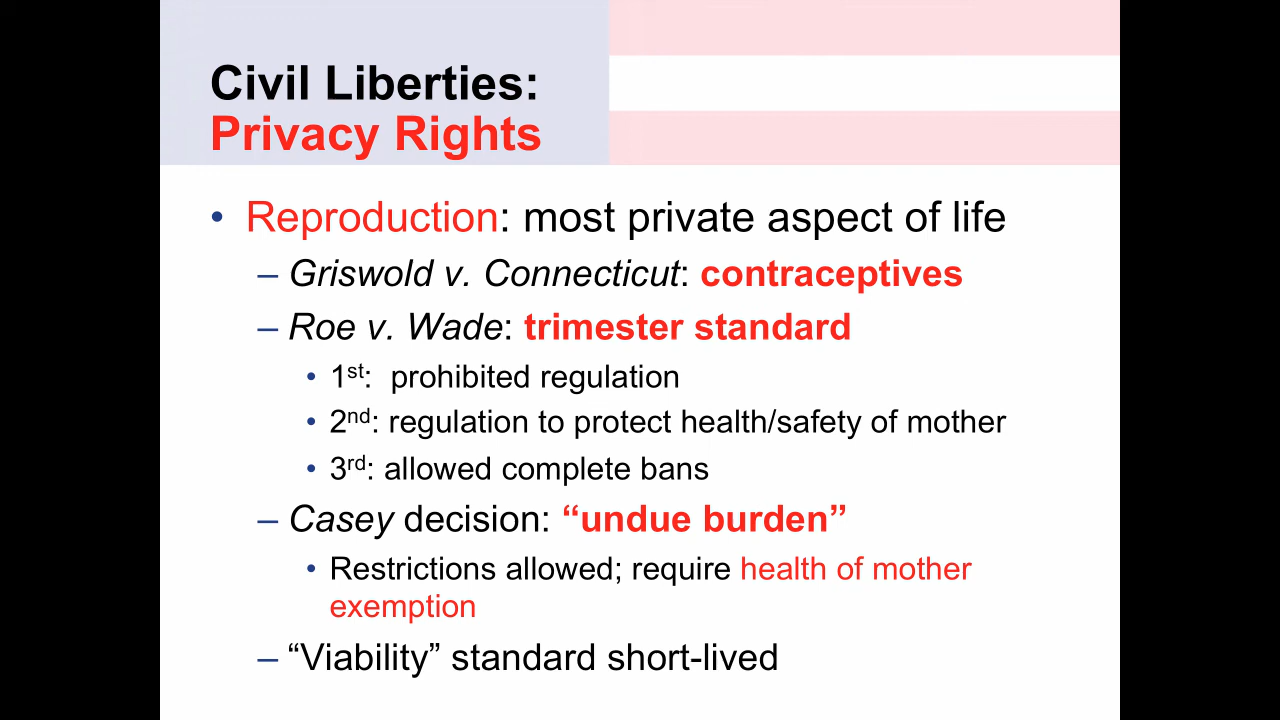 Civil Liberties:
Privacy Rights
• Reproduction: most private aspect of life
– Griswold v. Connecticut: contraceptives
– Roe v. Wade: trimester standard
• 1st:  prohibited regulation
• 2nd: regulation to protect health/safety of mother
• 3rd: allowed complete bans
– Casey decision: “undue burden”
• Restrictions allowed; require health of mother
exemption
– “Viability” standard short-lived